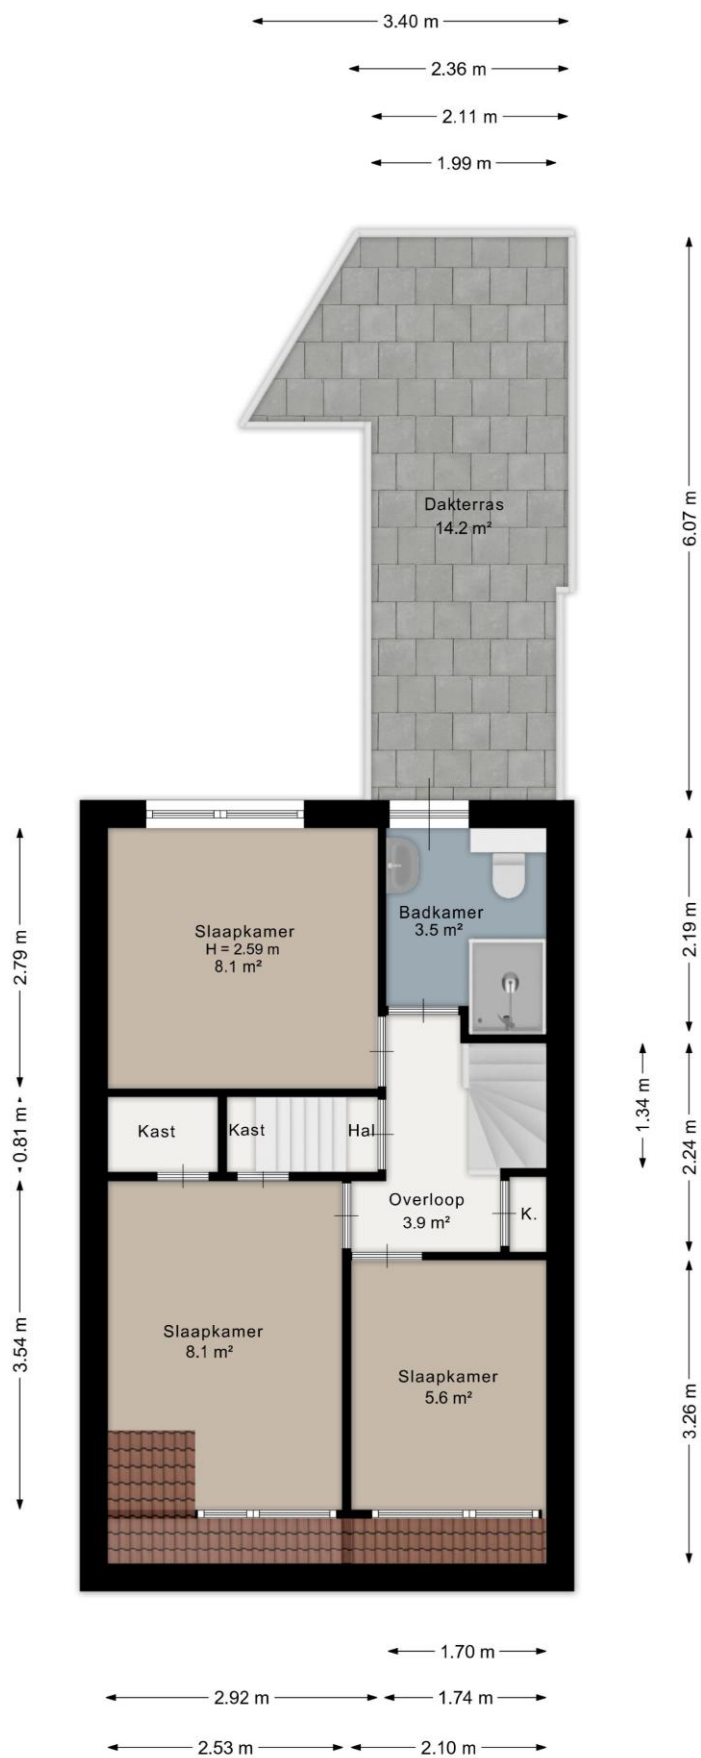 3.40 m
2.36 m
2.11 m
1.99 m
6.07 m
Dakterras
14.2 m²
Slaapkamer
H = 2.59 m
8.1 m²
Badkamer
3.5 m²
2.79 m
2.19 m
0.81 m
1.34 m
2.24 m
Kast
Kast
Hal
Overloop
3.9 m²
K.
3.54 m
Slaapkamer
8.1 m²
Slaapkamer
5.6 m²
3.26 m
1.70 m
2.92 m
1.74 m
2.53 m
2.10 m